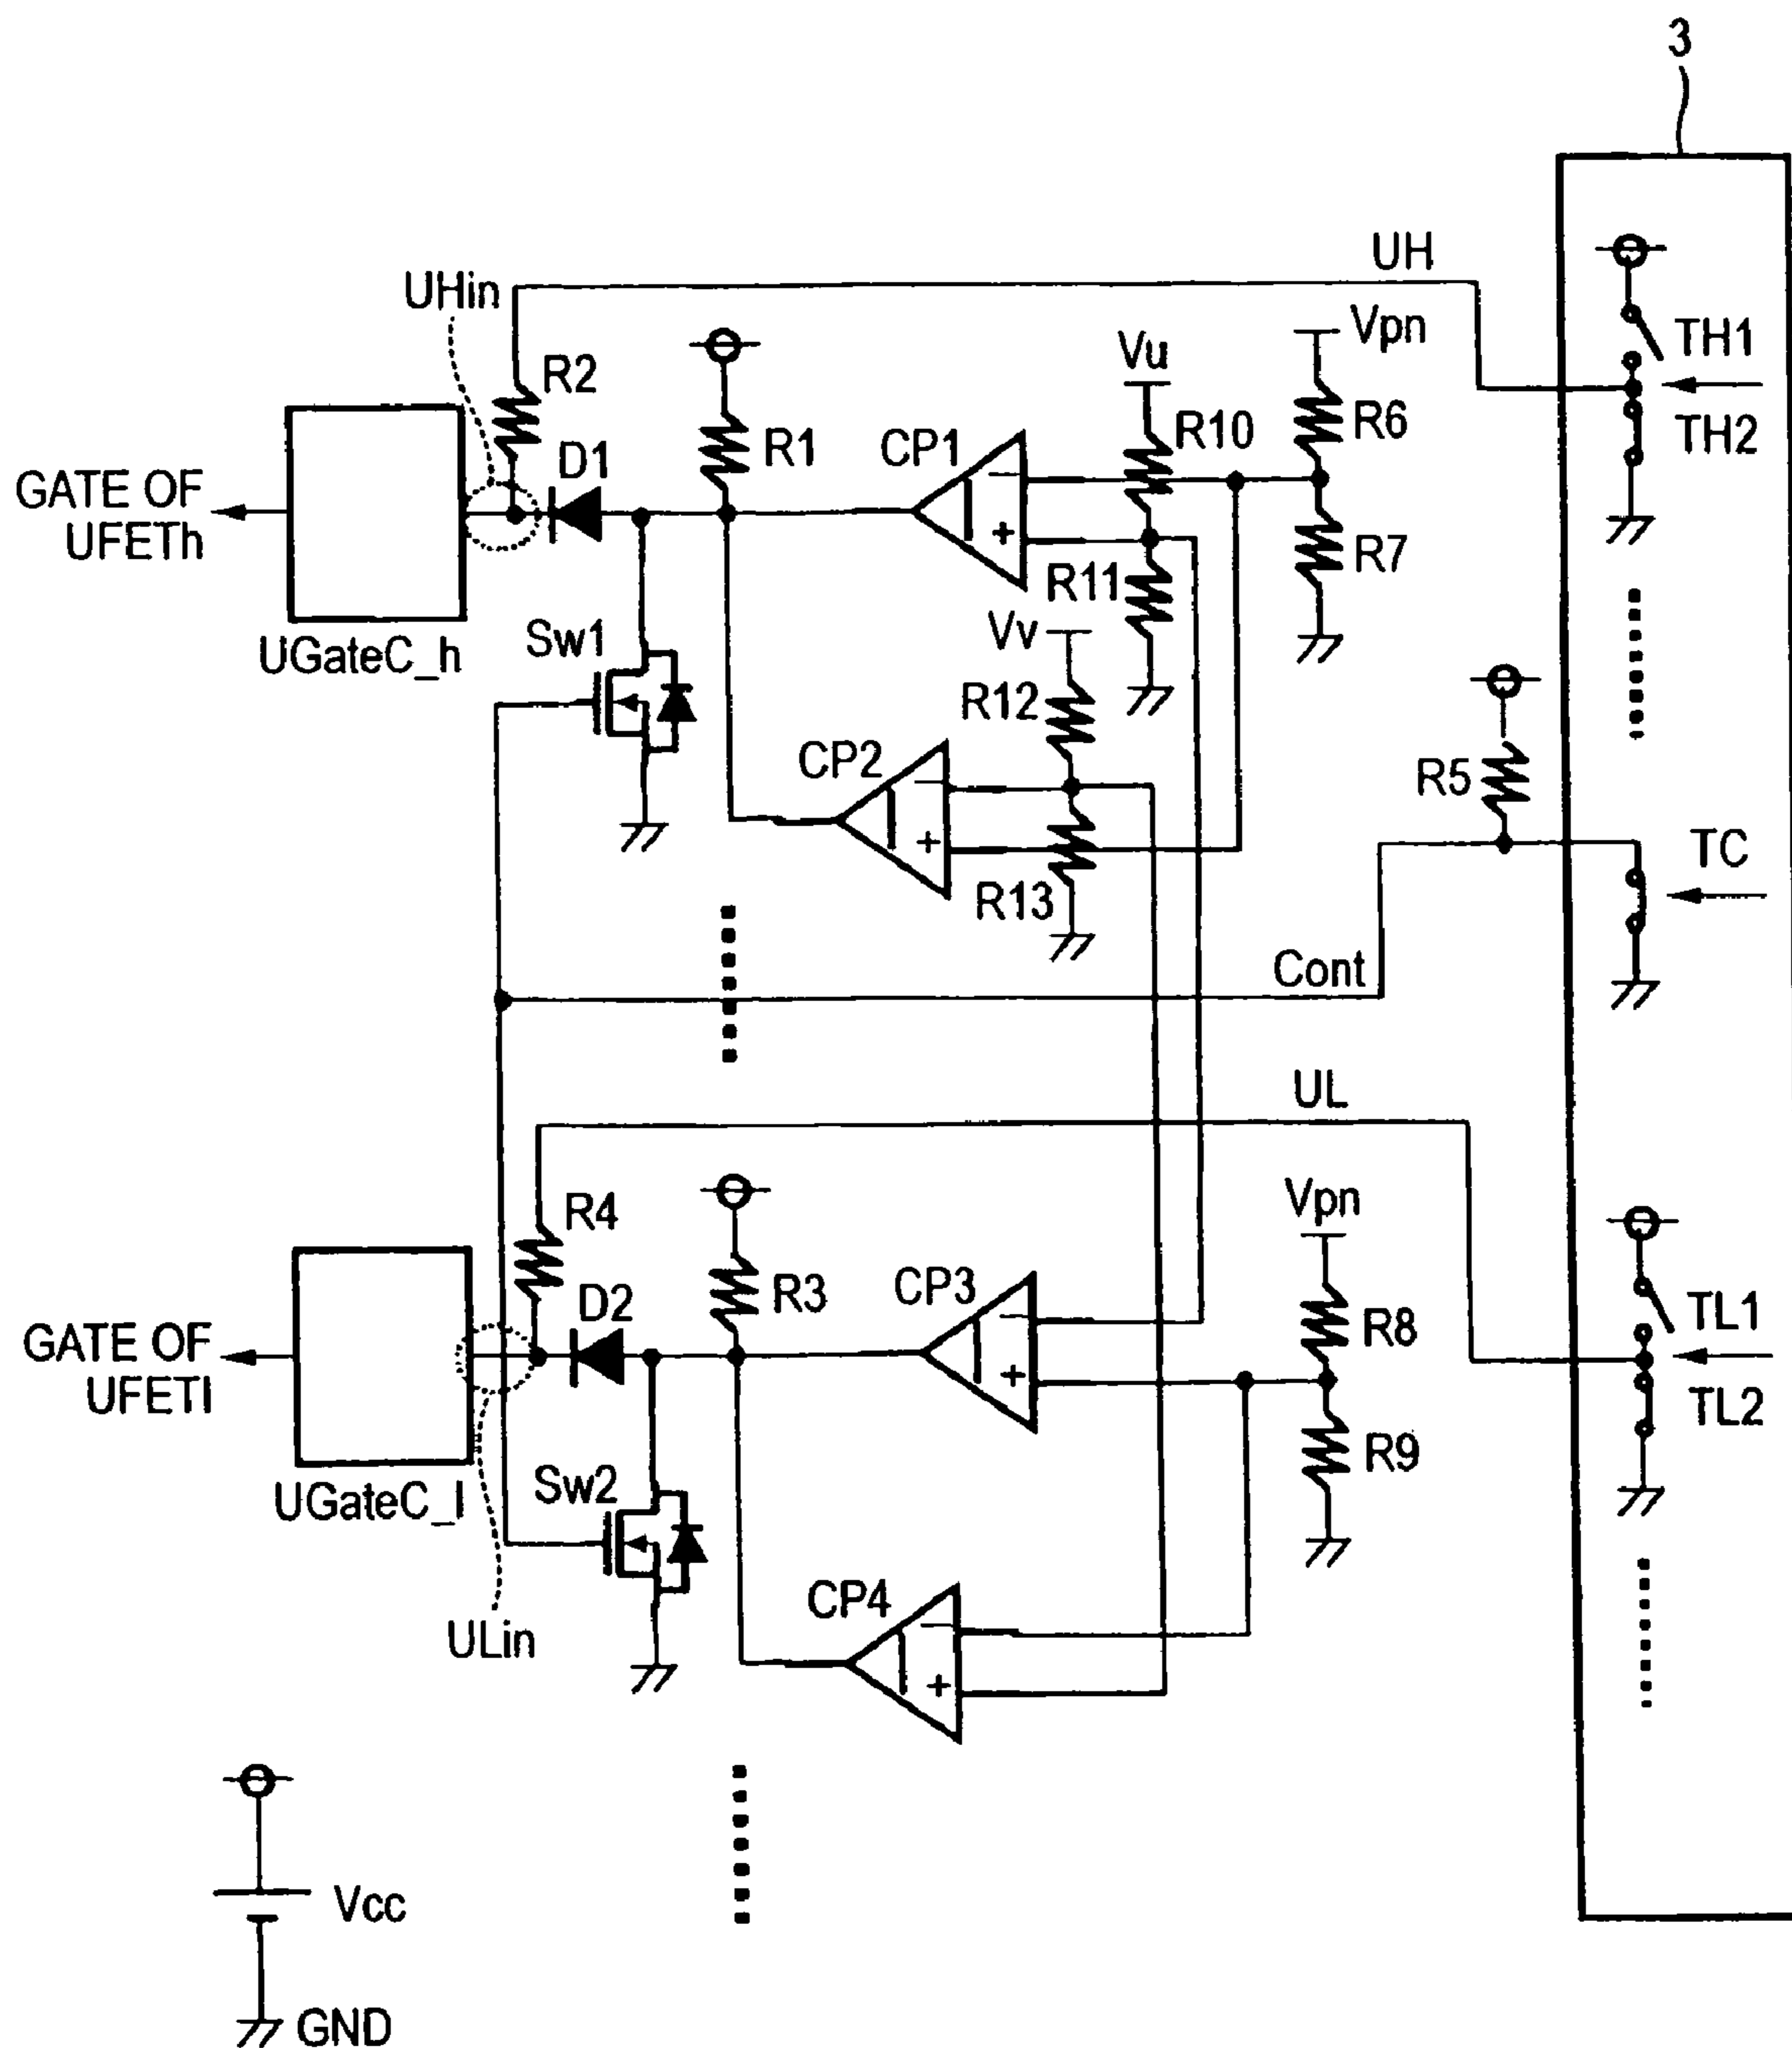 3
UH
UHin
Vpn
Vu
TH1
R2
R10
R6
TH2
D1
R1
CP1
GATE OF
UFETh
R7
R11
UGateC_h
Sw1
Vv
R12
CP2
R5
TC
R13
Cont
UL
R4
Vpn
D2
R3
CP3
R8
TL1
GATE OF
UFETl
TL2
R9
UGateC_l
Sw2
CP4
ULin
Vcc
GND